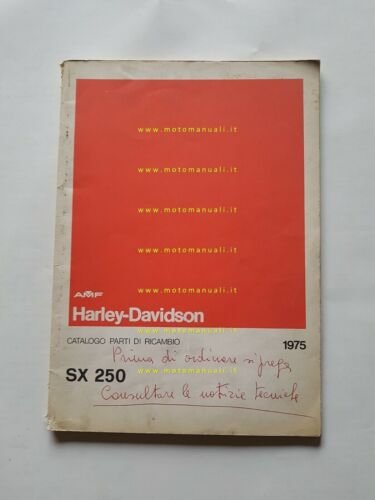 www.motomanuali.it
www.motomanuali.it
www.motomanuali.it
www.motomanuali.it
www.motomanuali.it
AMF
Harley-Davidson
www.motomanuali.it
CATALOGO PARTI DI RICAMBIO
1975
Prima di ordinare si prega
SX 250
www.motomanuali.it
Consultare le notizie tecniche